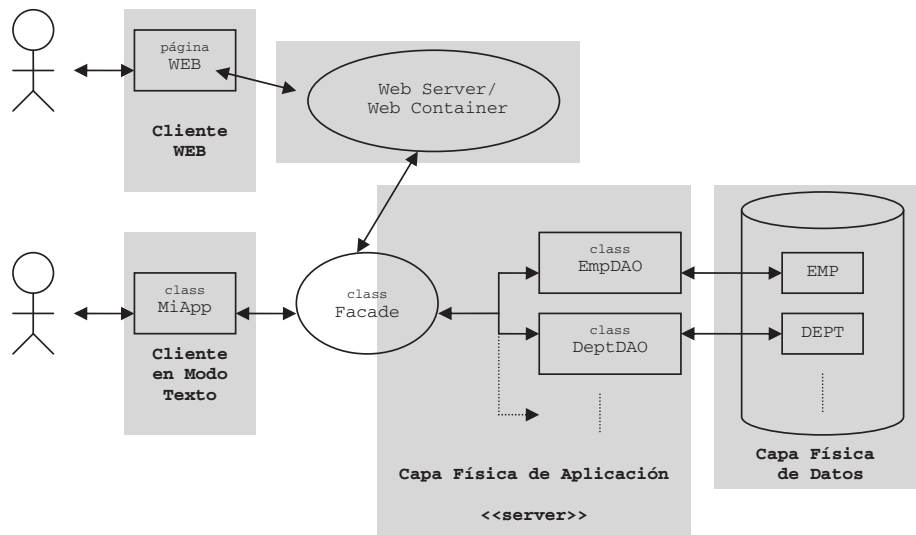 página
WEB
Cliente
WEB
Web Server/
Web Container
class
MiApp
Cliente
en Modo
Texto
class
Facade
class
EmpDAO
class
DeptDAO
Capa Física de Aplicación
<<server>>
EMP
DEPT
Capa Física
de Datos